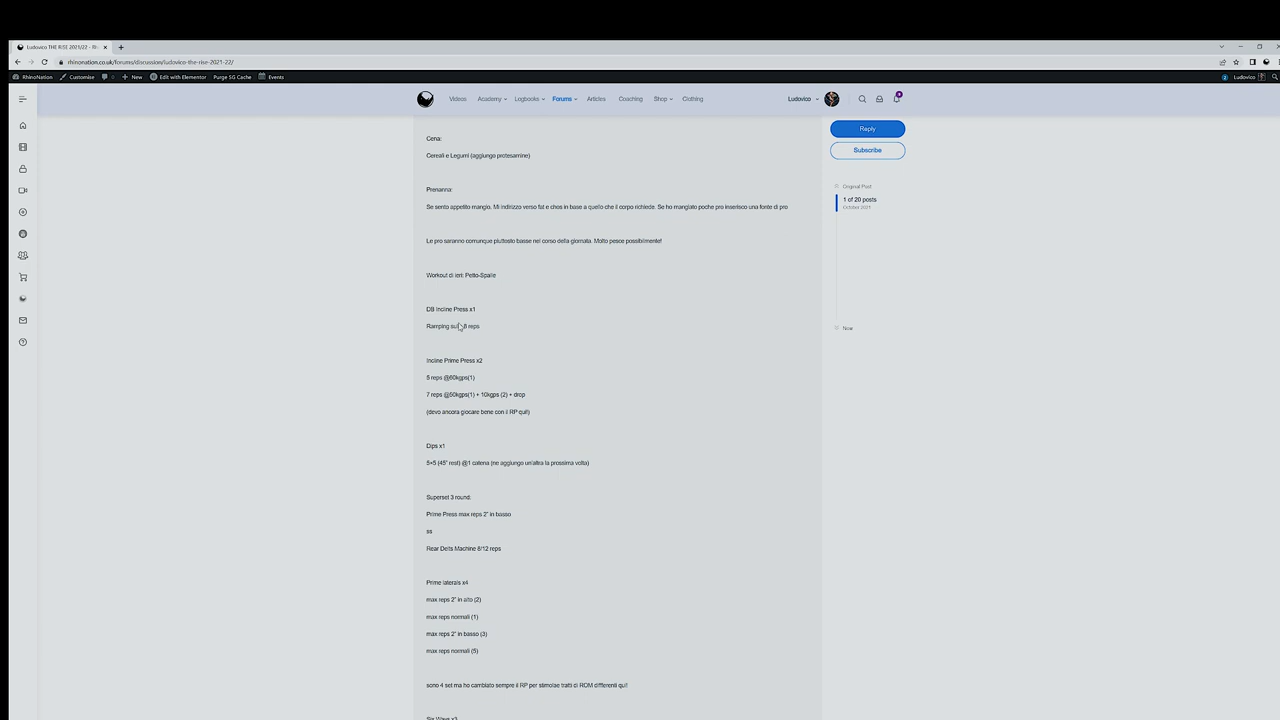 Ludovico THE RISE 2021/22 - Rh
rhinonation.co.uk/forums/discussion/ludovico-the-rise-2021-22/
RhinoNation Customise 0 New Edit with Elementor Purge SG Cache Events Ludovico
Videos Academy Logbooks Forums Articles Coaching Shop Clothing Ludovico
Reply
Subscribe
Original Post
1 of 20 posts
October 2021
Now
Cena:
Cereali e Legumi (aggiungo protesamine)
Prenanna:
Se sento appetito mangio. Mi indirizzo verso fat e chos in base a quello che il corpo richiede. Se ho mangiato poche pro inserisco una fonte di pro
Le pro saranno comunque piuttosto basse nel corso della giornata. Molto pesce possibilmente!
Workout di ieri: Petto-Spalle
DB Incline Press x1
Ramping 8 reps
Incline Prime Press x2
5 reps @60kgps(1)
7 reps @50kgps(1) + 10kgps (2) + drop
(devo ancora giocare bene con il RP qui!)
Dips x1
5x5 (45" rest) @1 catena (ne aggiungo un'altra la prossima volta)
Superset 3 round:
Prime Press max reps 2" in basso
ss
Rear Delts Machine 8/12 reps
Prime laterals x4
max reps 2" in alto (2)
max reps normali (1)
max reps 2" in basso (3)
max reps normali (5)
sono 4 set ma ho cambiato sempre il RP per stimolae tratti di ROM differenti qui!
Six Ways x3